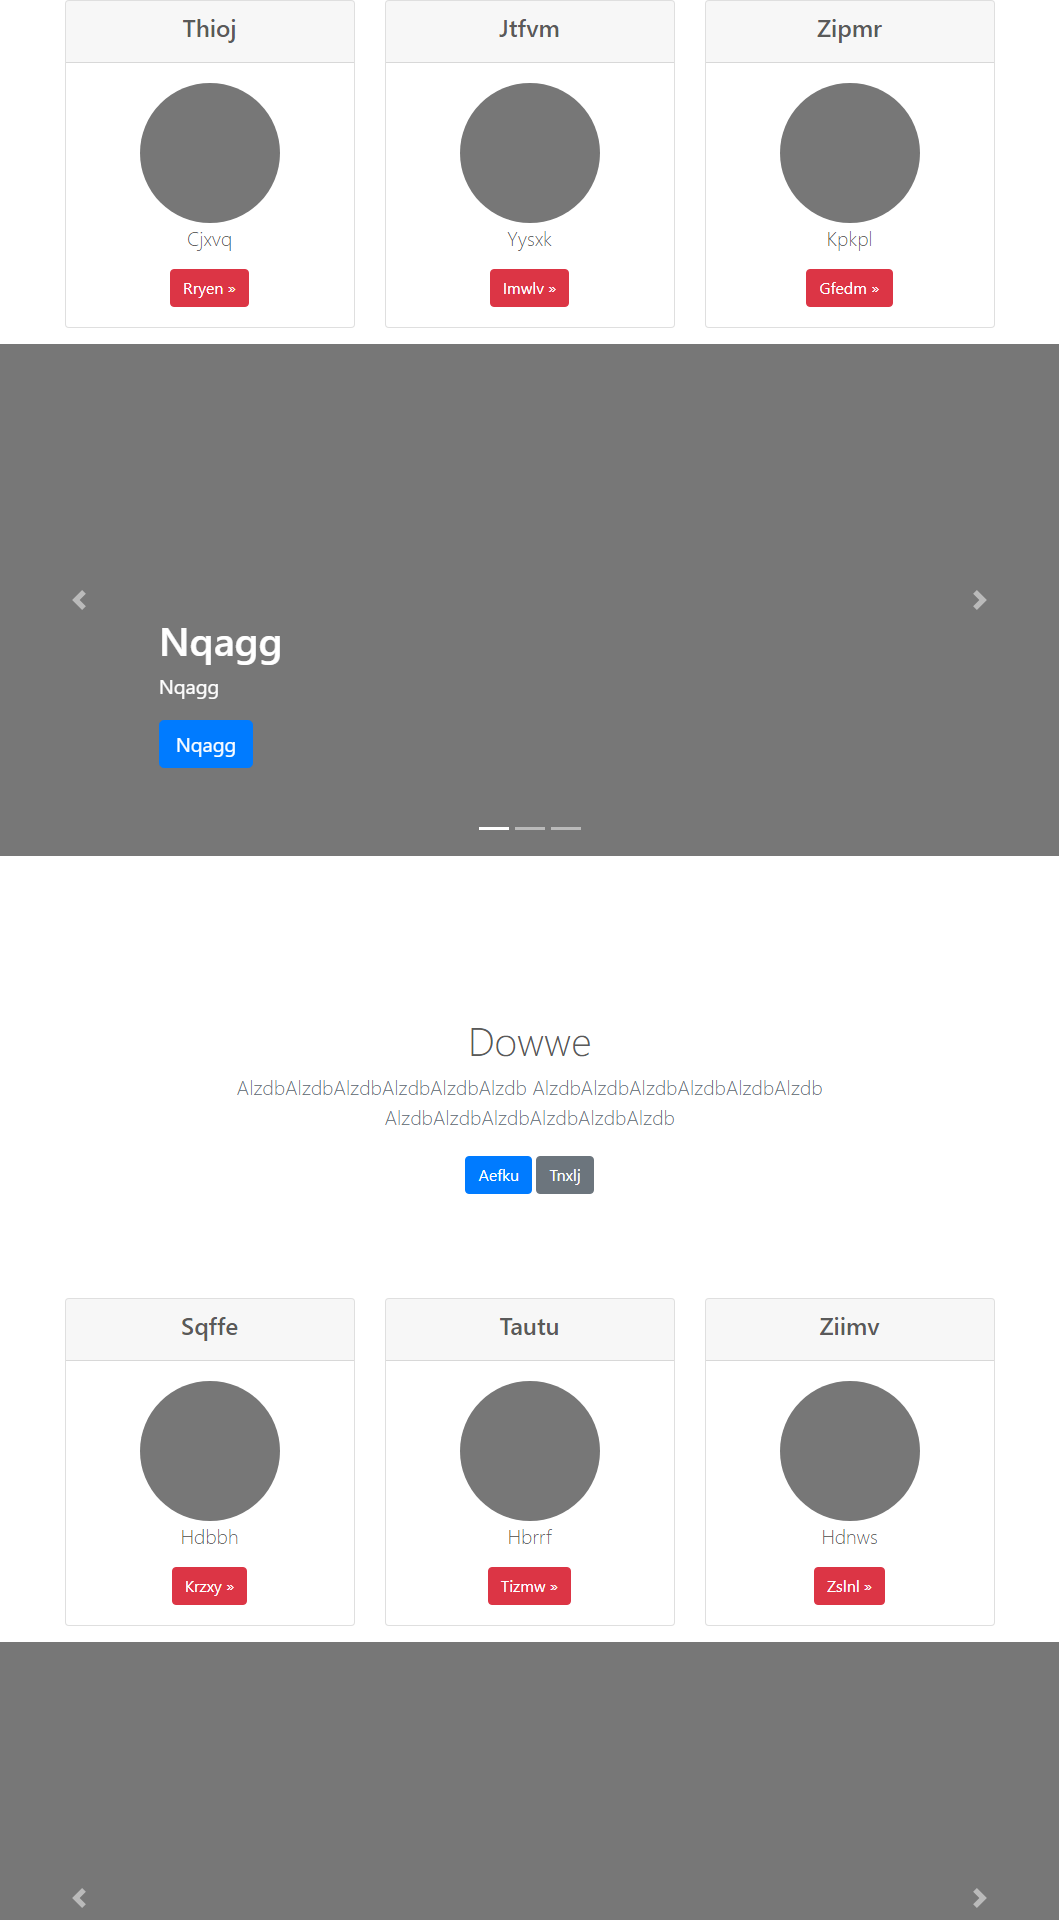 Thioj
Jtfvm
Zipmr
Cjxvq
Yysxk
Kpkpl
Rryen »
Imwlv »
Gfedm »
Nqagg
Nqagg
Nqagg
Dowwe
AlzdbAlzdbAlzdbAlzdbAlzdbAlzdb AlzdbAlzdbAlzdbAlzdbAlzdbAlzdb
AlzdbAlzdbAlzdbAlzdbAlzdbAlzdb
Aefku
Tnxlj
Sqffe
Tautu
Ziimv
Hdbbh
Hbrrf
Hdnws
Krzxy »
Tizmw »
Zslnl »